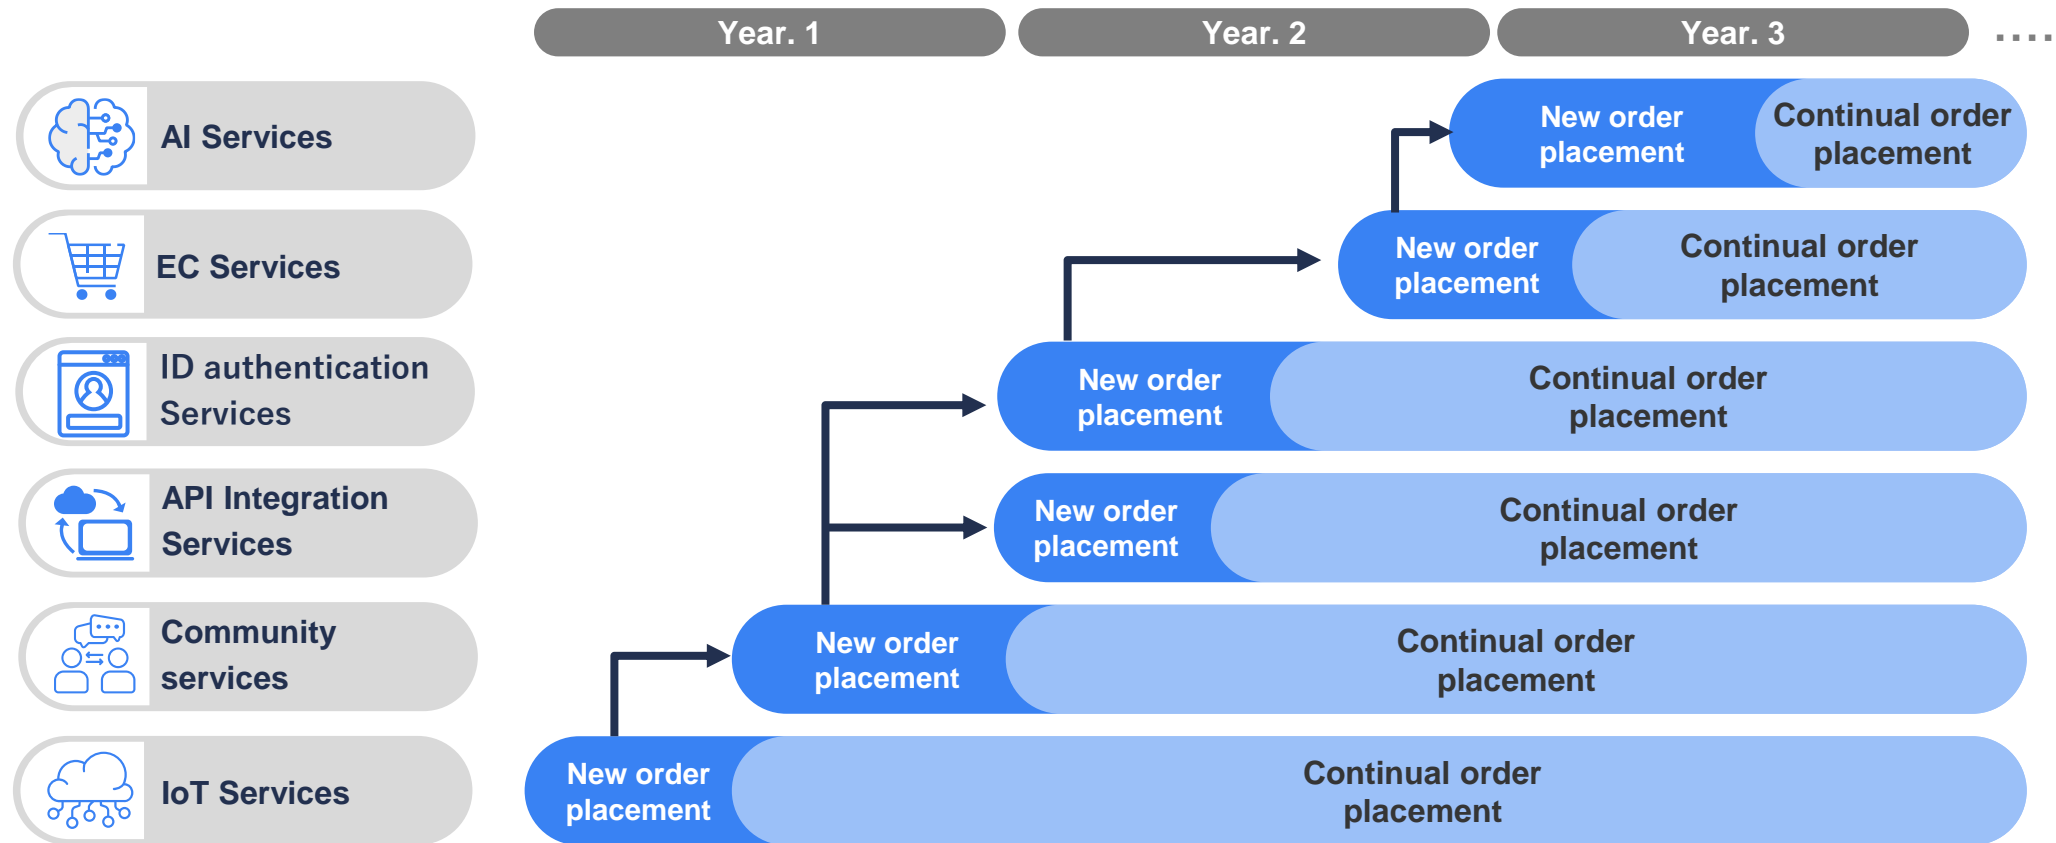 Year. 1
Year. 2
Year. 3
....
AI Services
New order
placement
Continual order
placement
EC Services
New order
placement
Continual order
placement
ID authentication
Services
New order
placement
Continual order
placement
API Integration
Services
New order
placement
Continual order
placement
Community
services
New order
placement
Continual order
placement
IoT Services
New order
placement
Continual order
placement